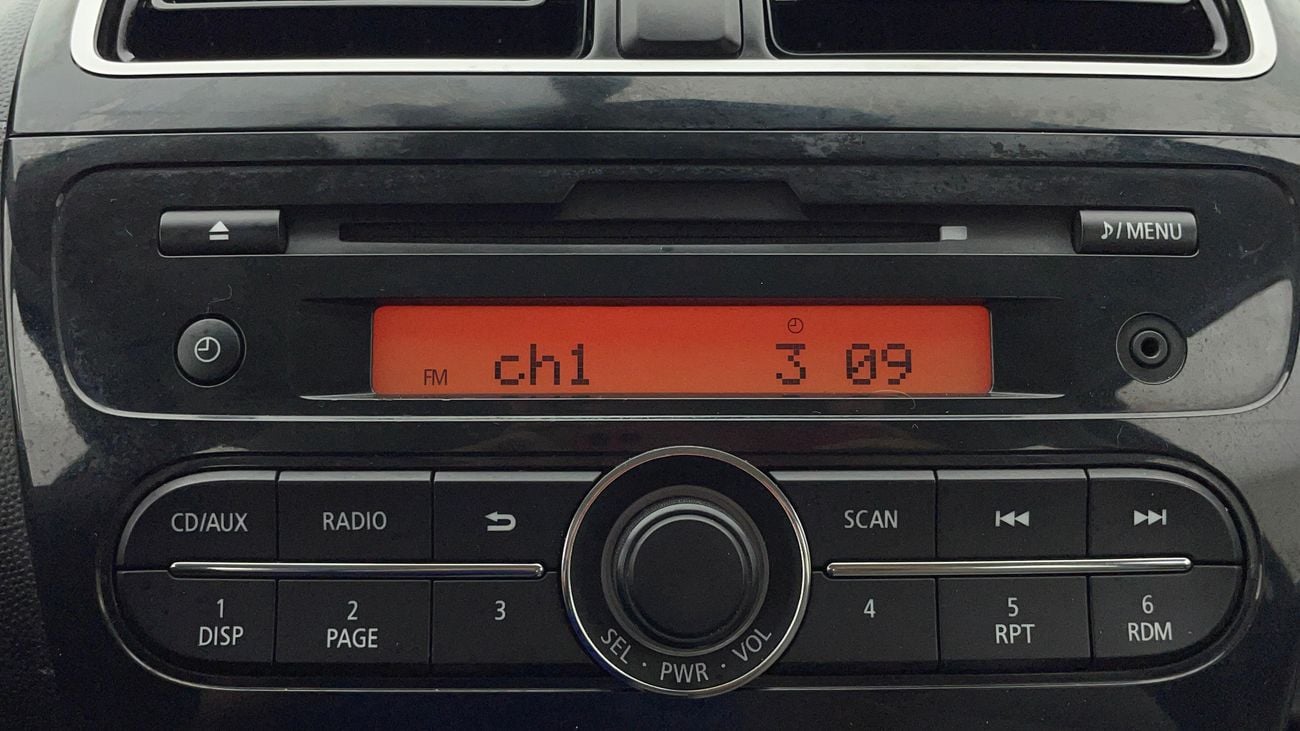 ♪/MENU
FM ch1 3 09
CD/AUX RADIO SCAN
1 2 3 4 5 6
DISP PAGE RPT RDM
SEL · PWR · VOL